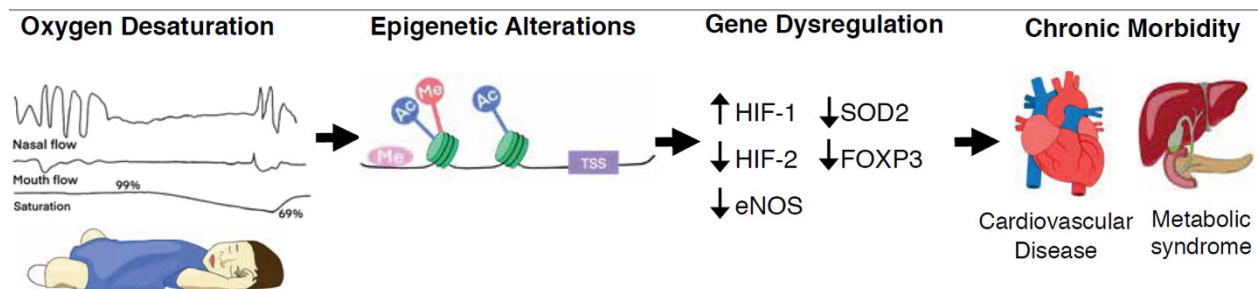 Oxygen Desaturation
Nasal flow
Mouth flow
99%
Saturation
69%
Epigenetic Alterations
Ac
Me
Ac
Me
TSS
Gene Dysregulation
↑ HIF-1 ↓ SOD2
↓ HIF-2 ↓ FOXP3
↓ eNOS
Chronic Morbidity
Cardiovascular
Disease
Metabolic
syndrome